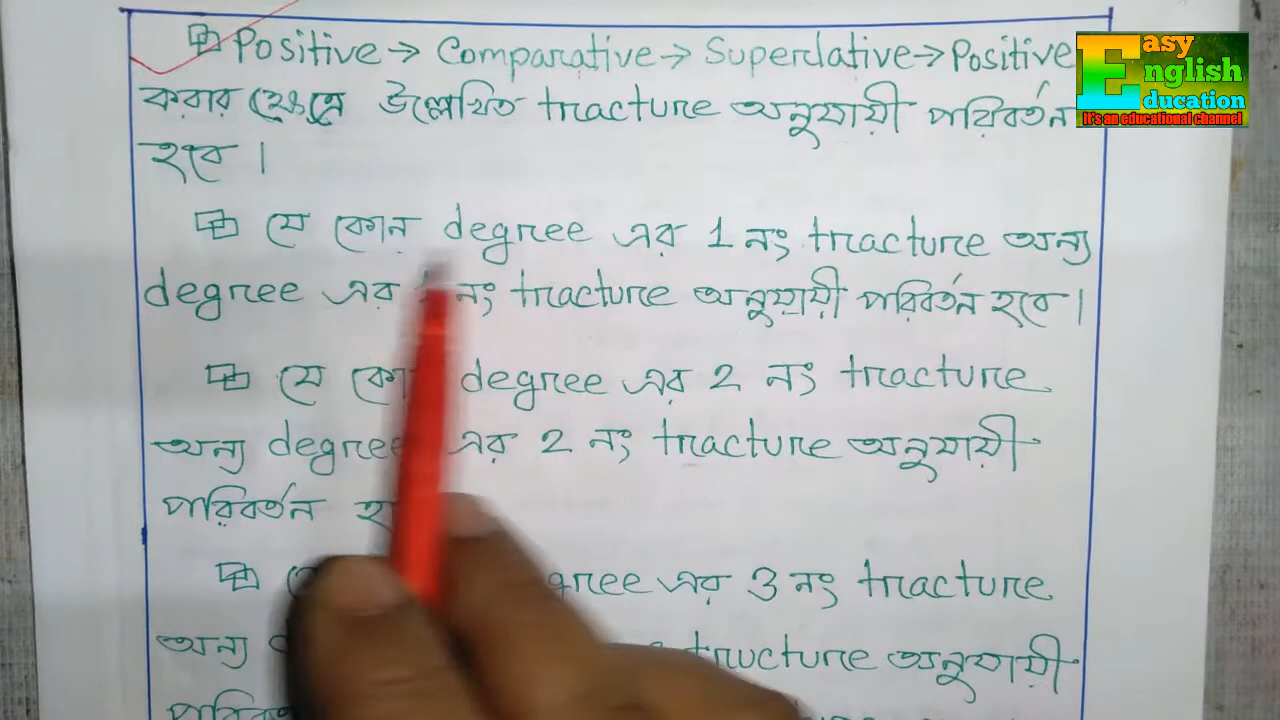 Positive → Comparative → Superlative → Positive
করার ক্ষেত্রে উল্লেখিত tracture অনুযায়ী পরিবর্তন
হবে ।
যে কোন degree এর 1 নং tracture অন্য
degree এর নং tracture অনুযায়ী পরিবর্তন হবে ।
যে degree এর 2 নং tracture
অন্য degree এর 2 নং tracture অনুযায়ী
পরিবর্তন
এর 3 নং tracture
অন্য tructure অনুযায়ী
Easy
English
Education
It's an educational channel